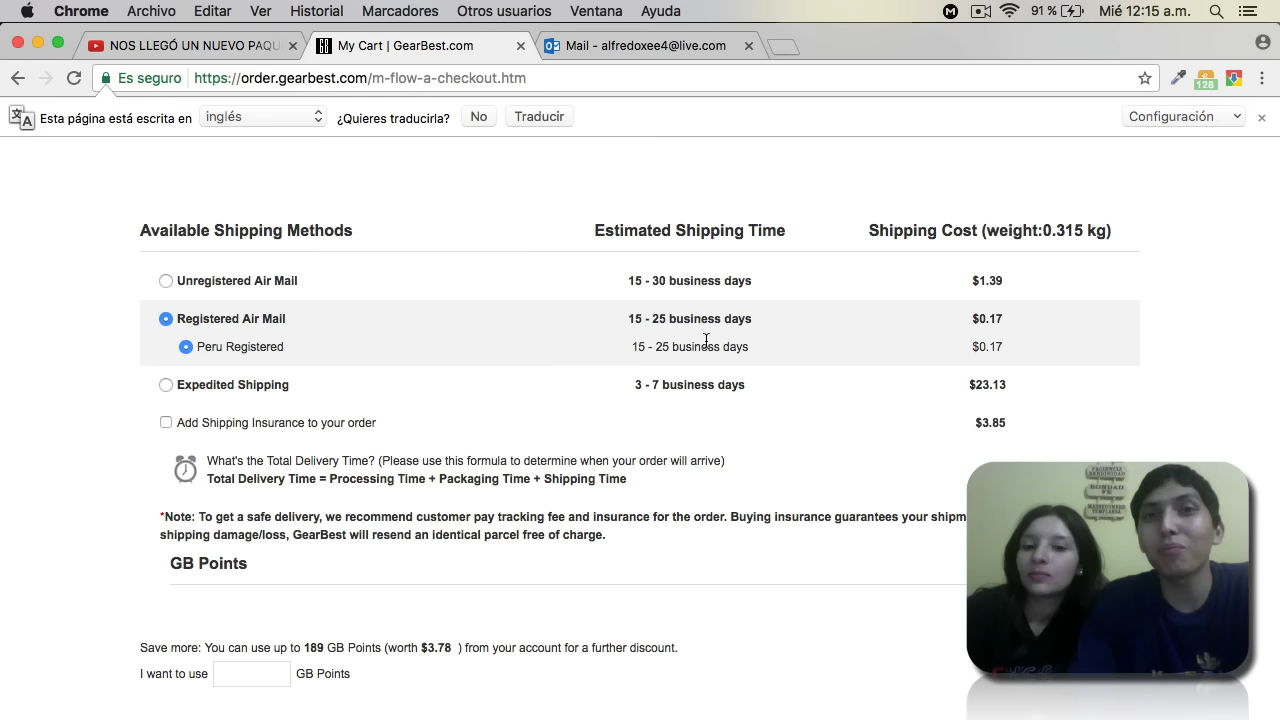 Chrome Archivo Editar Ver Historial Marcadores Otros usuarios Ventana Ayuda 91 % Mié 12:15 a.m.
NOS LLEGÓ UN NUEVO PAQU × My Cart | GearBest.com × Mail - alfredoxee4@live.com ×
Es seguro https://order.gearbest.com/m-flow-a-checkout.htm 128
Esta página está escrita en inglés ¿Quieres traducirla? No Traducir Configuración ×
Available Shipping Methods Estimated Shipping Time Shipping Cost (weight:0.315 kg)
Unregistered Air Mail 15 - 30 business days $1.39
Registered Air Mail 15 - 25 business days $0.17
Peru Registered 15 - 25 business days $0.17
Expedited Shipping 3 - 7 business days $23.13
Add Shipping Insurance to your order $3.85
What's the Total Delivery Time? (Please use this formula to determine when your order will arrive)
Total Delivery Time = Processing Time + Packaging Time + Shipping Time
*Note: To get a safe delivery, we recommend customer pay tracking fee and insurance for the order. Buying insurance guarantees your shipm
shipping damage/loss, GearBest will resend an identical parcel free of charge.
GB Points
Save more: You can use up to 189 GB Points (worth $3.78 ) from your account for a further discount.
I want to use GB Points
PACIENCIA
BENIGNIDAD
BONDAD
FE
MANSEDUMBRE
TEMPLANZA